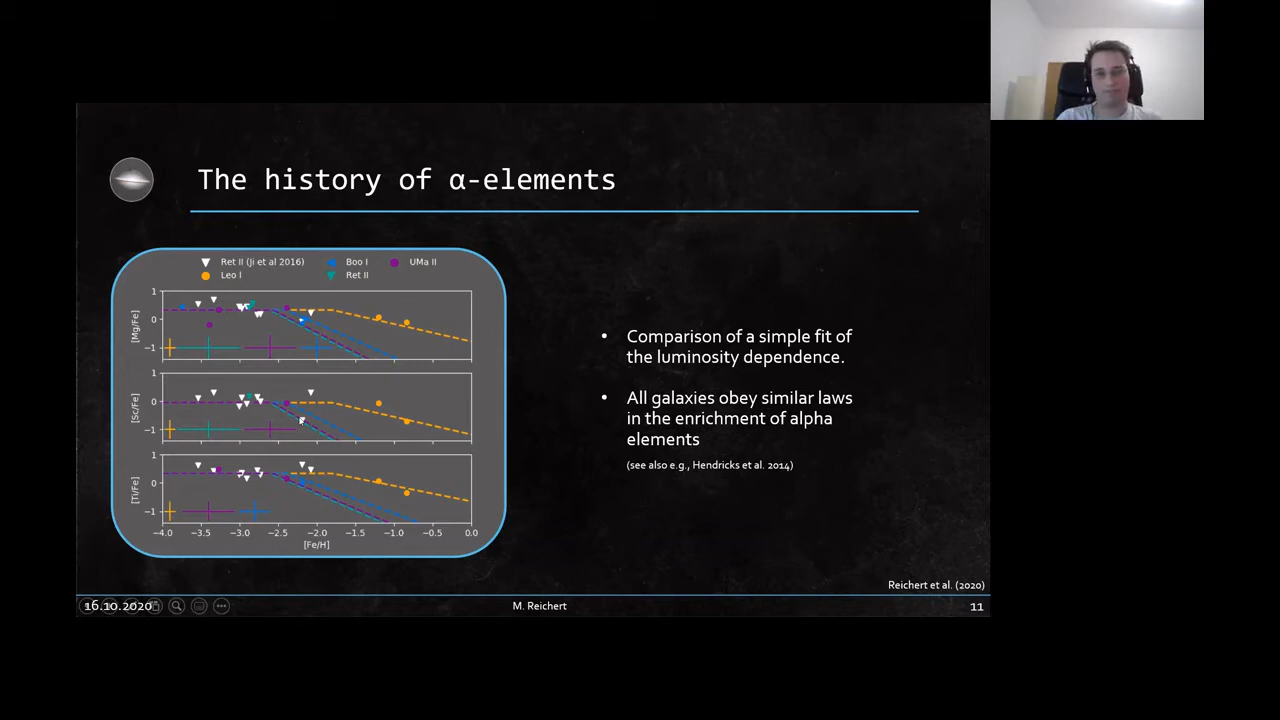 The history of α-elements
Ret II (Ji et al 2016)
Boo I
UMa II
Leo I
Ret II
1
0
−1
[Mg/Fe]
1
0
−1
[Sc/Fe]
1
0
−1
[Ti/Fe]
−4.0 −3.5 −3.0 −2.5 −2.0 −1.5 −1.0 −0.5 0.0
[Fe/H]
• Comparison of a simple fit of
the luminosity dependence.
• All galaxies obey similar laws
in the enrichment of alpha
elements
(see also e.g., Hendricks et al. 2014)
Reichert et al. (2020)
16.10.2020
M. Reichert
11